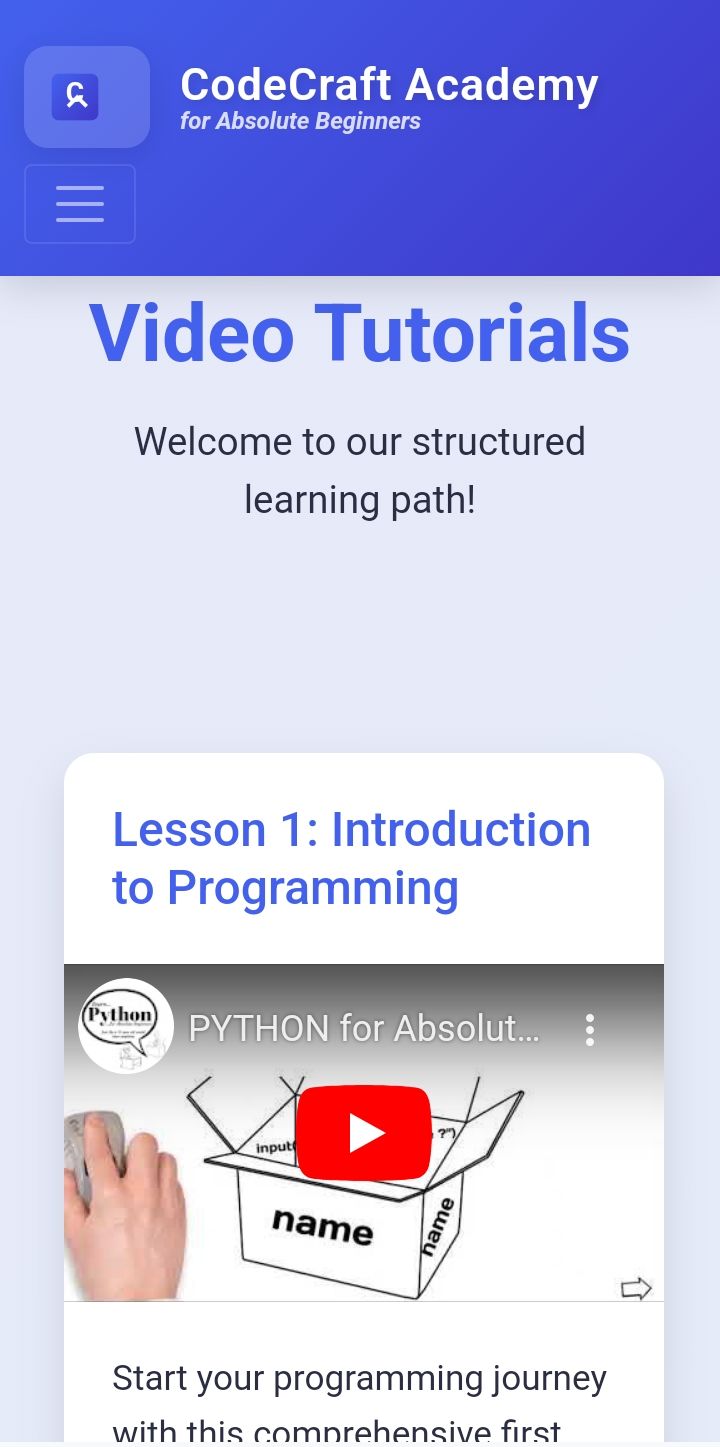 CodeCraft Academy
for Absolute Beginners
Video Tutorials
Welcome to our structured
learning path!
Lesson 1: Introduction
to Programming
Python
PYTHON for Absolut...
input
?")
name
name
Start your programming journey
with this comprehensive first